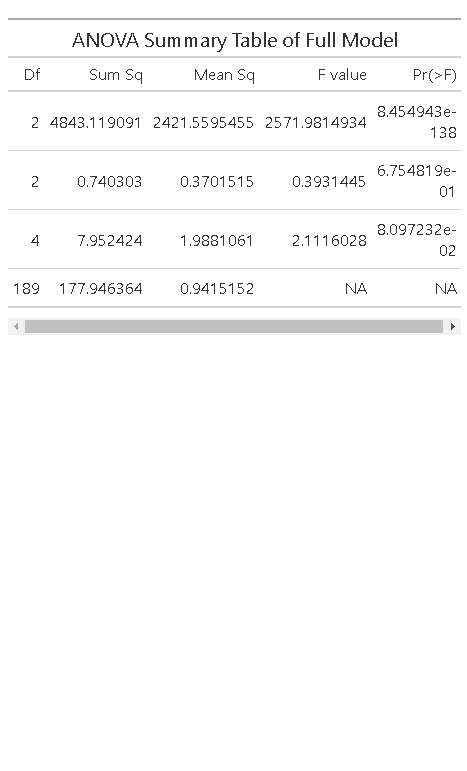 ANOVA Summary Table of Full Model
Df Sum Sq Mean Sq F value Pr(>F)
2 4843.119091 2421.5595455 2571.9814934 8.454943e-
138
2 0.740303 0.3701515 0.3931445 6.754819e-
01
4 7.952424 1.9881061 2.1116028 8.097232e-
02
189 177.946364 0.9415152 NA NA